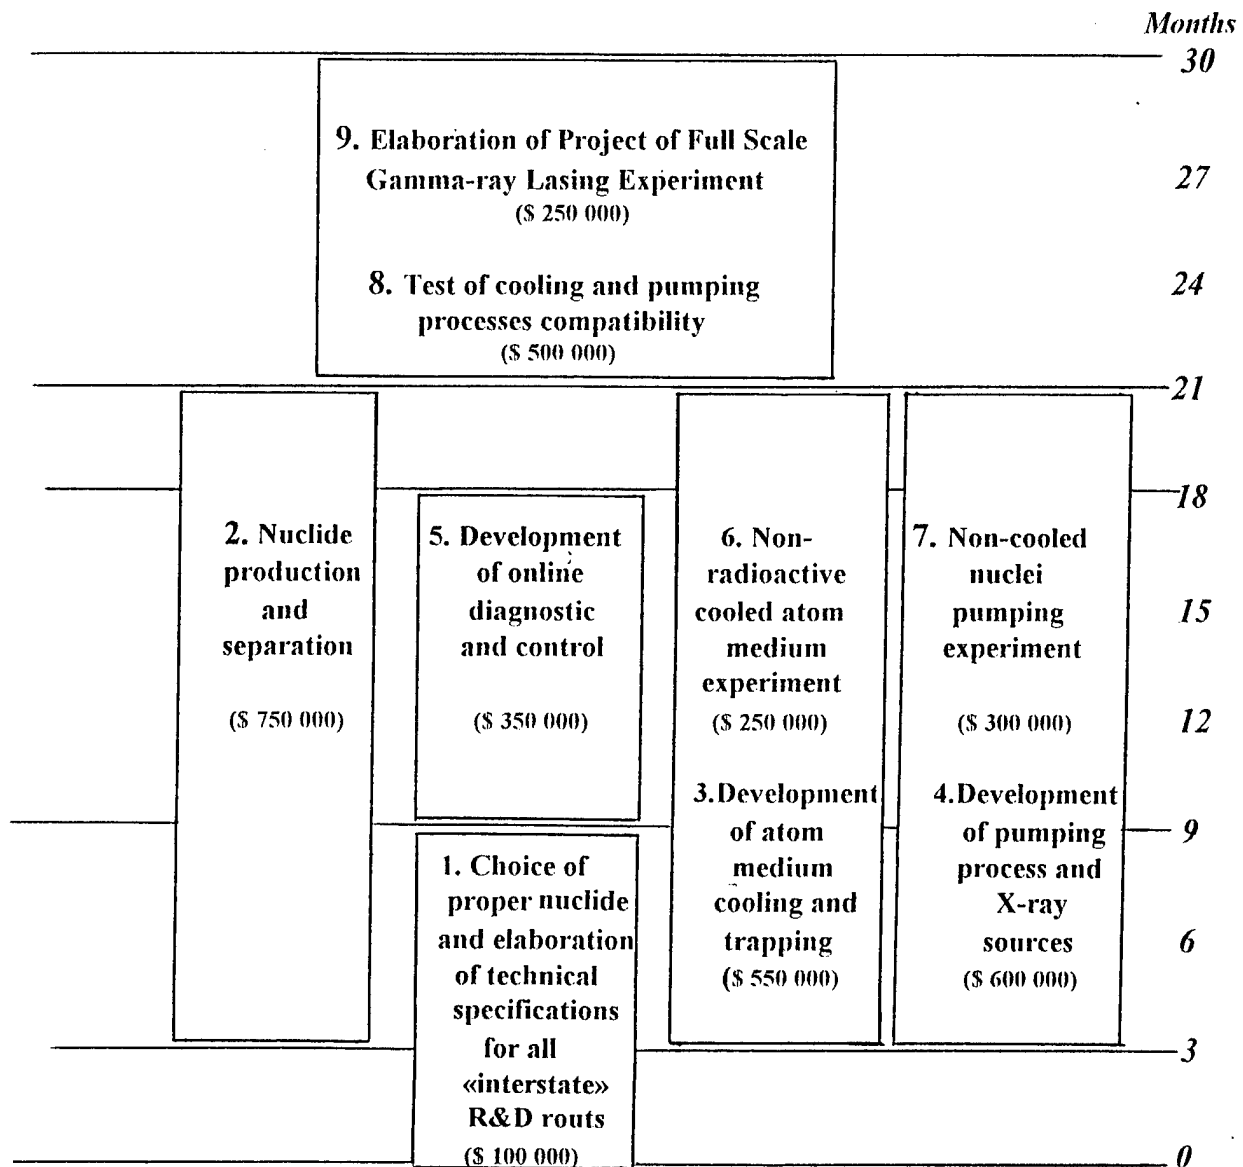 Months
30
9. Elaboration of Project of Full Scale
Gamma-ray Lasing Experiment
($ 250 000)
27
8. Test of cooling and pumping
processes compatibility
($ 500 000)
24
21
18
2. Nuclide
production
and
separation
($ 750 000)
5. Development
of online
diagnostic
and control
($ 350 000)
6. Non-
radioactive
cooled atom
medium
experiment
($ 250 000)
7. Non-cooled
nuclei
pumping
experiment
($ 300 000)
15
12
3.Development
of atom
medium
cooling and
trapping
($ 550 000)
4.Development
of pumping
process and
X-ray
sources
($ 600 000)
9
1. Choice of
proper nuclide
and elaboration
of technical
specifications
for all
«interstate»
R&D routs
($ 100 000)
6
3
0